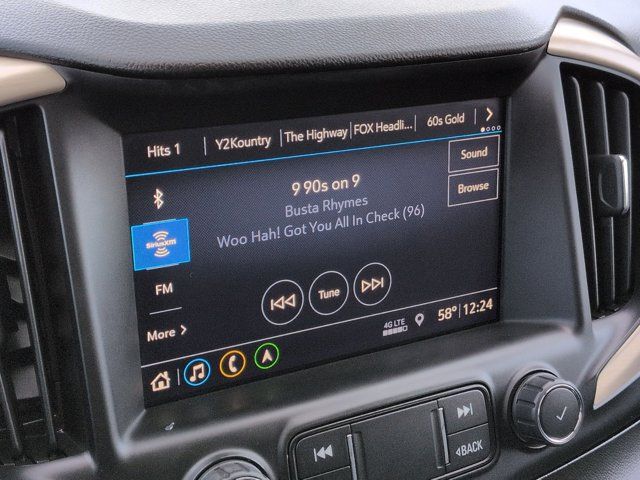 Hits 1 Y2Kountry The Highway FOX Headli... 60s Gold
Sound
9 90s on 9
Busta Rhymes
Browse
Woo Hah! Got You All In Check (96)
SiriusXM
FM
Tune
More
4G LTE
58° 12:24
BACK